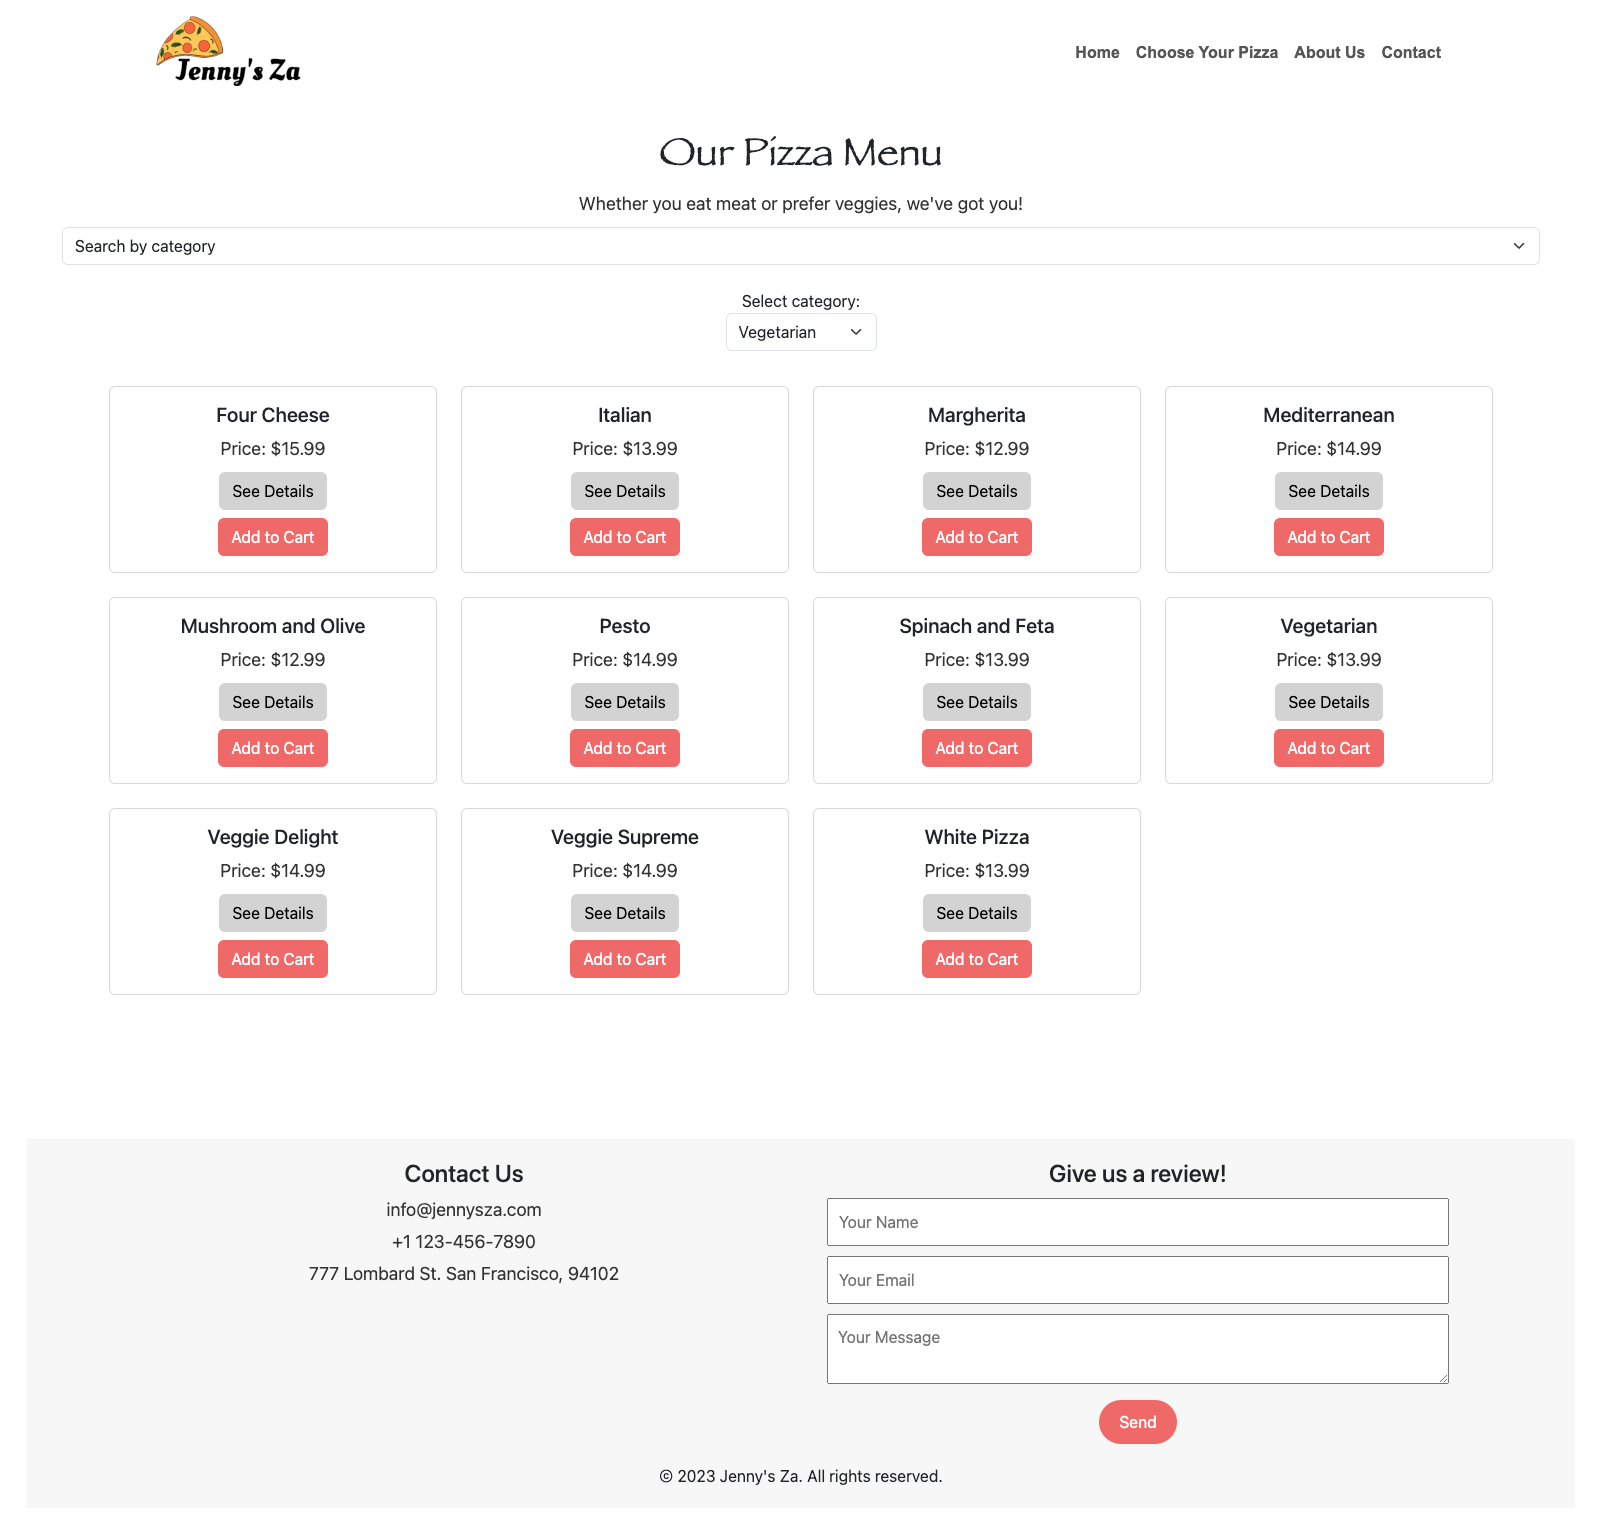 Jenny's Za
Home Choose Your Pizza About Us Contact
Our Pizza Menu
Whether you eat meat or prefer veggies, we've got you!
Search by category
Select category:
Vegetarian
Four Cheese
Price: $15.99
See Details
Add to Cart
Italian
Price: $13.99
See Details
Add to Cart
Margherita
Price: $12.99
See Details
Add to Cart
Mediterranean
Price: $14.99
See Details
Add to Cart
Mushroom and Olive
Price: $12.99
See Details
Add to Cart
Pesto
Price: $14.99
See Details
Add to Cart
Spinach and Feta
Price: $13.99
See Details
Add to Cart
Vegetarian
Price: $13.99
See Details
Add to Cart
Veggie Delight
Price: $14.99
See Details
Add to Cart
Veggie Supreme
Price: $14.99
See Details
Add to Cart
White Pizza
Price: $13.99
See Details
Add to Cart
Contact Us
info@jennysza.com
+1 123-456-7890
777 Lombard St. San Francisco, 94102
Give us a review!
Your Name
Your Email
Your Message
Send
© 2023 Jenny's Za. All rights reserved.